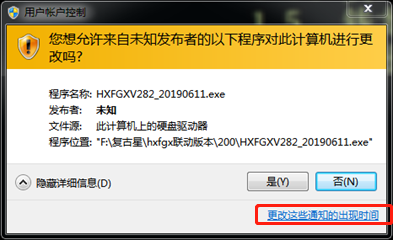 用户帐户控制
您想允许来自未知发布者的以下程序对此计算机进行更
改吗?
程序名称: HXFGXV282_20190611.exe
发布者: 未知
文件源: 此计算机上的硬盘驱动器
程序位置: "F:\复古星\hxfgx联动版本\200\HXFGXV282_20190611.exe"
隐藏详细信息(D)
是(Y)
否(N)
更改这些通知的出现时间